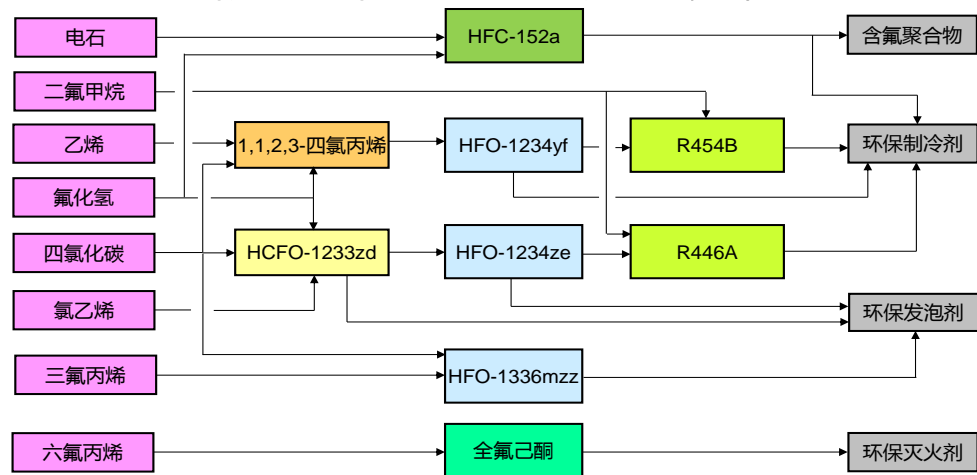 电石
HFC-152a
含氟聚合物
二氟甲烷
乙烯
1,1,2,3-四氯丙烯
HFO-1234yf
R454B
环保制冷剂
氟化氢
四氯化碳
HCFO-1233zd
HFO-1234ze
R446A
氯乙烯
环保发泡剂
三氟丙烯
HFO-1336mzz
六氟丙烯
全氟己酮
环保灭火剂